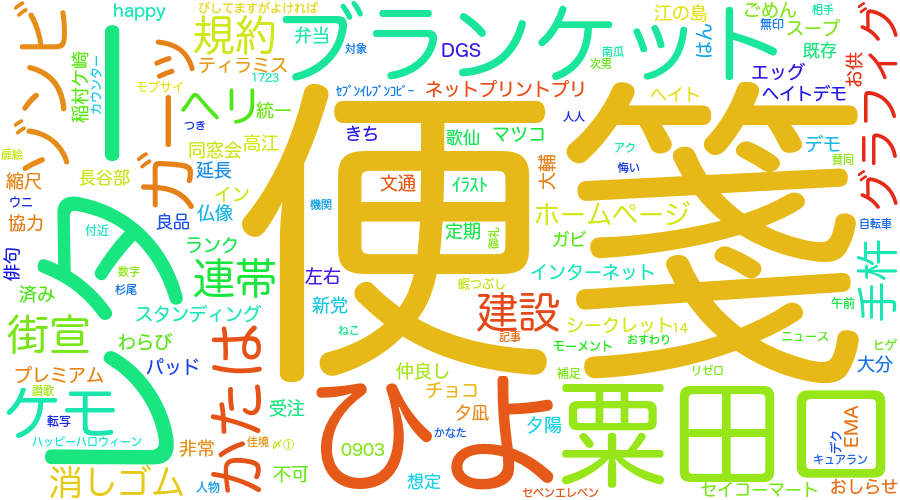 happy
びしてますがよければ
ブランケット
江の島
ごめん
相手
無印
スープ
既存
グラフィック
ゾンビ
稲村ケ崎
カウンター
ガーッ
規約
弁当
対象
DGS
南瓜
次男
はん
お供
ティラミス
1723
エッグ
モブサイ
ヘリ
統一
ｾﾌﾞﾝｲﾚﾌﾞﾝｺﾋﾟｰ
ネットプリントプリ
ヘイト
ヘイトデモ
つき
きち
歌仙
マツコ
人人
便箋
デモ
扉絵
同窓会
高江
アク
賛同
縮尺
長谷部
延長
文通
ｲﾗｽﾄ
大輔
悔い
ウニ
イン
協力
良品
仏像
機関
ホームページ
自転車
付近
定期
ガビ
俳句
ランク
数字
杉尾
連帯
左右
インターネット
手杵
済み
レター
暇つぶし
スタンディング
新党
建設
シークレット14
午前
街宣
わらび
ねこ
記事
モーメント
おすわり
ニュース
ヒゲ
パッド
かたは
仲良し
補足
リゼロ
大分
プレミアム
讃歌
チョコ
ひよ
粟田口
ケモ
転写
受注
夕凪
夕陽
かなた
EMA
デク
ハッピーハロウィーン
非常
佳境
〆①
0903
キュアラン
消しゴム
人物
不可
想定
セベンエレベン
セイコーマート
おしらせ